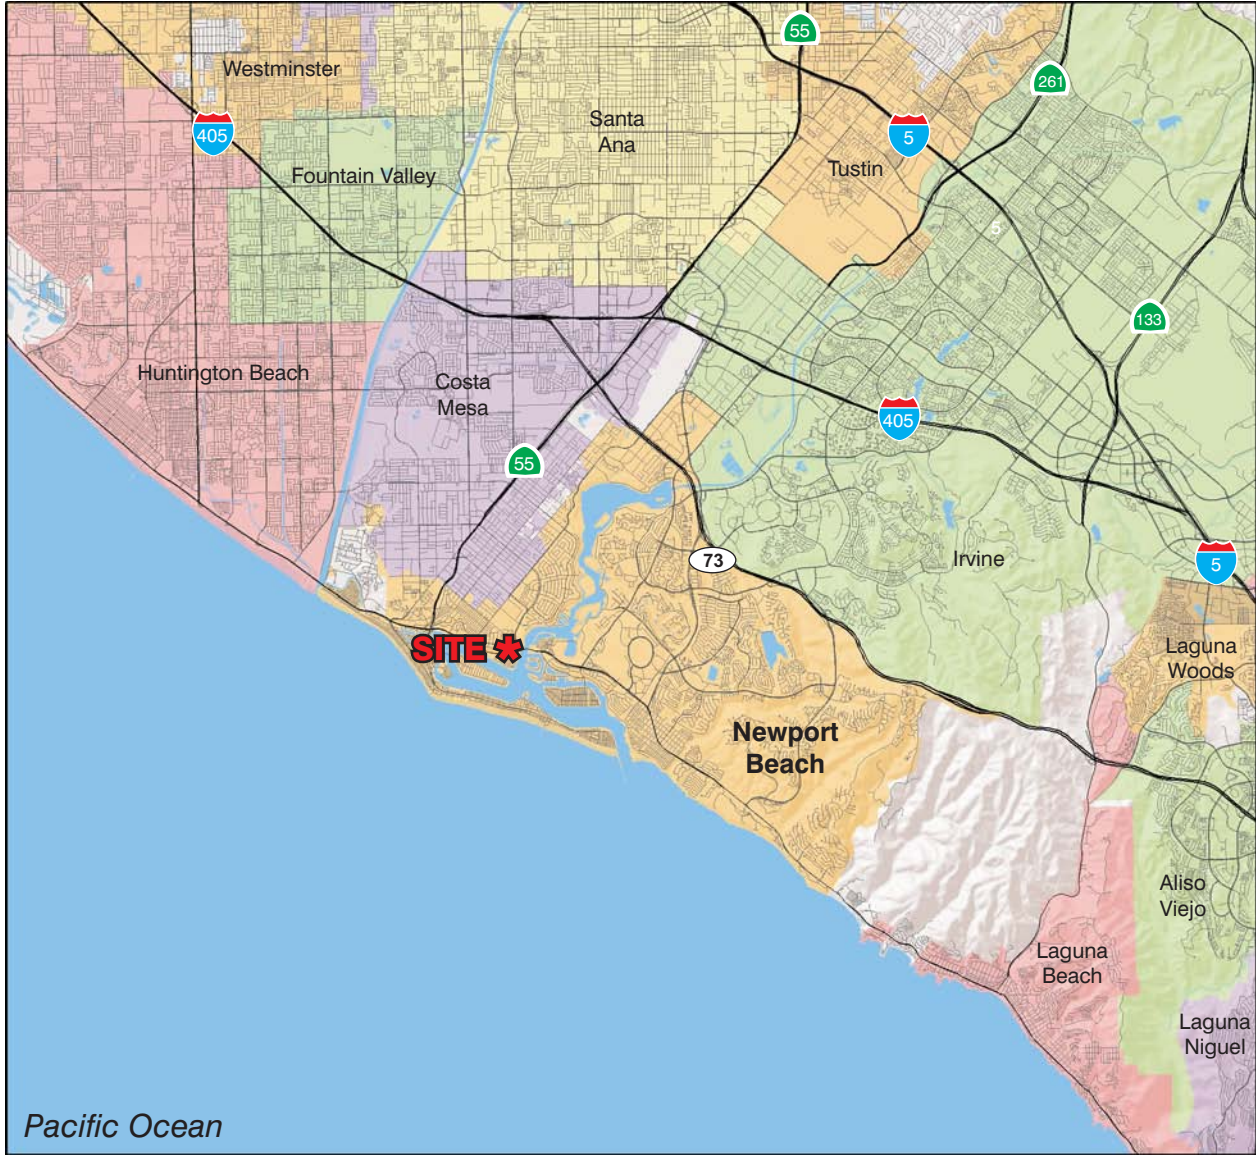 55
Westminster
261
Santa
Ana
405
5
Tustin
Fountain Valley
5
133
Huntington Beach
Costa
Mesa
405
55
73
Irvine
5
SITE *
Laguna
Woods
Newport
Beach
Aliso
Viejo
Laguna
Beach
Laguna
Niguel
Pacific Ocean